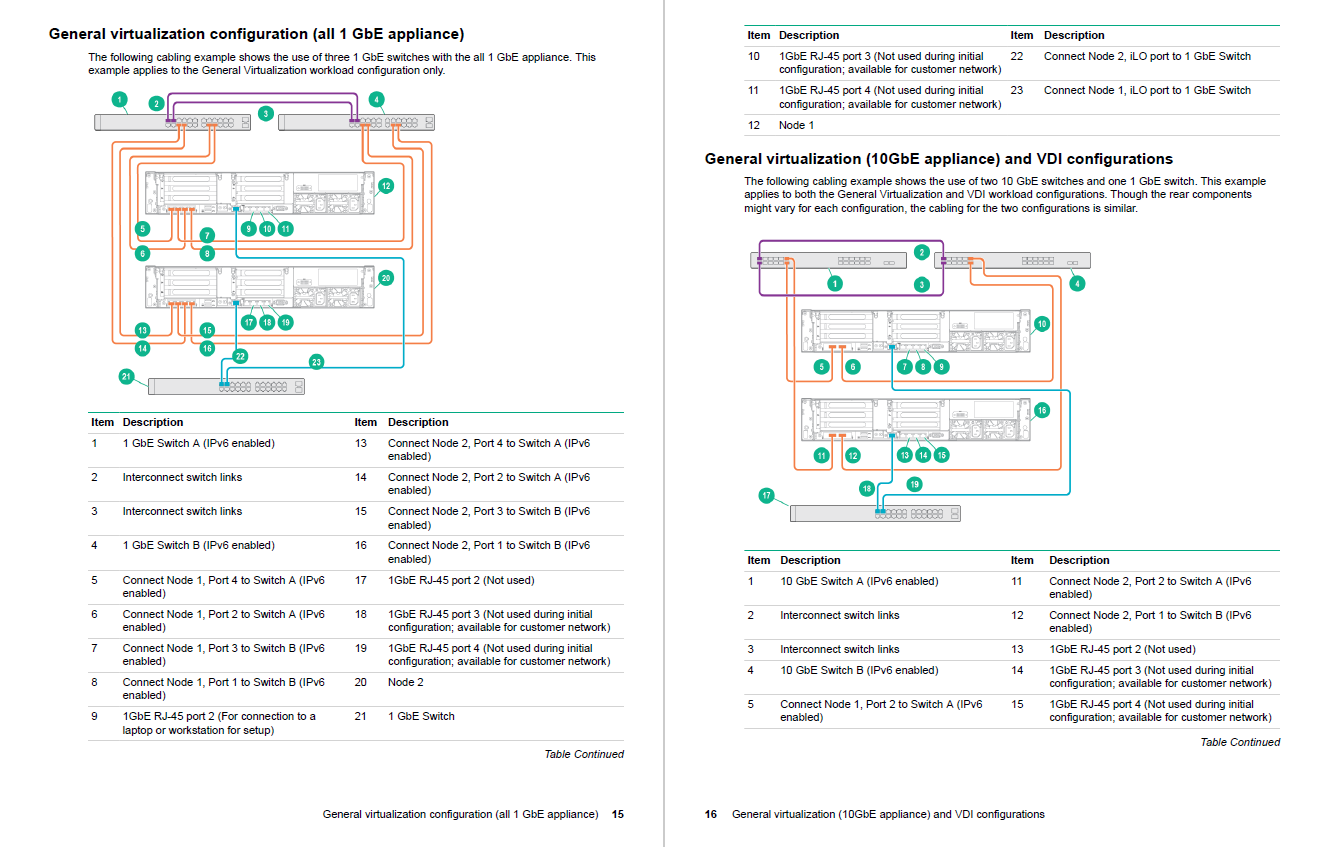 General virtualization configuration (all 1 GbE appliance)
The following cabling example shows the use of three 1 GbE switches with the all 1 GbE appliance. This
example applies to the General Virtualization workload configuration only.
1
2
3
4
12
5
6
7
8
9
10
11
20
13
14
15
16
17
18
19
22
23
21
Item Description Item Description
1 1 GbE Switch A (IPv6 enabled) 13 Connect Node 2, Port 4 to Switch A (IPv6
enabled)
2 Interconnect switch links 14 Connect Node 2, Port 2 to Switch A (IPv6
enabled)
3 Interconnect switch links 15 Connect Node 2, Port 3 to Switch B (IPv6
enabled)
4 1 GbE Switch B (IPv6 enabled) 16 Connect Node 2, Port 1 to Switch B (IPv6
enabled)
5 Connect Node 1, Port 4 to Switch A (IPv6 17 1GbE RJ-45 port 2 (Not used)
enabled)
6 Connect Node 1, Port 2 to Switch A (IPv6 18 1GbE RJ-45 port 3 (Not used during initial
enabled) configuration; available for customer network)
7 Connect Node 1, Port 3 to Switch B (IPv6 19 1GbE RJ-45 port 4 (Not used during initial
enabled) configuration; available for customer network)
8 Connect Node 1, Port 1 to Switch B (IPv6 20 Node 2
enabled)
9 1GbE RJ-45 port 2 (For connection to a 21 1 GbE Switch
laptop or workstation for setup)
Table Continued
General virtualization configuration (all 1 GbE appliance) 15
Item Description Item Description
10 1GbE RJ-45 port 3 (Not used during initial 22 Connect Node 2, iLO port to 1 GbE Switch
configuration; available for customer network)
11 1GbE RJ-45 port 4 (Not used during initial 23 Connect Node 1, iLO port to 1 GbE Switch
configuration; available for customer network)
12 Node 1
General virtualization (10GbE appliance) and VDI configurations
The following cabling example shows the use of two 10 GbE switches and one 1 GbE switch. This example
applies to both the General Virtualization and VDI workload configurations. Though the rear components
might vary for each configuration, the cabling for the two configurations is similar.
2
1
3
4
10
5
6
7
8
9
16
11
12
13
14
15
18
19
17
Item Description Item Description
1 10 GbE Switch A (IPv6 enabled) 11 Connect Node 2, Port 2 to Switch A (IPv6
enabled)
2 Interconnect switch links 12 Connect Node 2, Port 1 to Switch B (IPv6
enabled)
3 Interconnect switch links 13 1GbE RJ-45 port 2 (Not used)
4 10 GbE Switch B (IPv6 enabled) 14 1GbE RJ-45 port 3 (Not used during initial
configuration; available for customer network)
5 Connect Node 1, Port 2 to Switch A (IPv6 15 1GbE RJ-45 port 4 (Not used during initial
enabled) configuration; available for customer network)
Table Continued
16 General virtualization (10GbE appliance) and VDI configurations